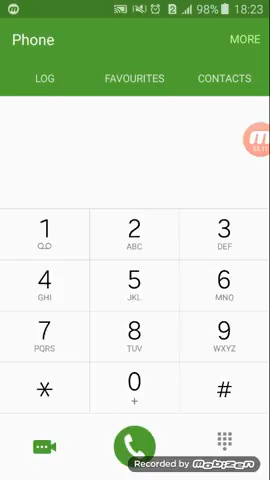 98% 18:23
Phone MORE
LOG FAVOURITES CONTACTS
1 2 3
ABC DEF
4 5 6
GHI JKL MNO
7 8 9
PQRS TUV WXYZ
* 0 #
+
Recorded by mobizen